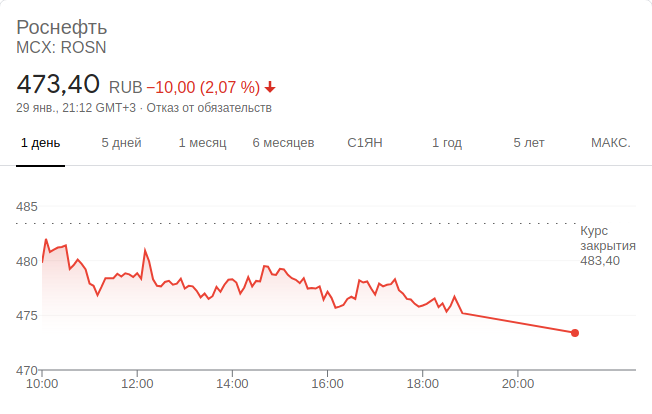 Роснефть
MCX: ROSN
473,40 RUB −10,00 (2,07 %)
29 янв., 21:12 GMT+3 · Отказ от обязательств
1 день 5 дней 1 месяц 6 месяцев С1ЯН 1 год 5 лет МАКС.
485
Курс
закрытия
480
483,40
475
470
10:00 12:00 14:00 16:00 18:00 20:00